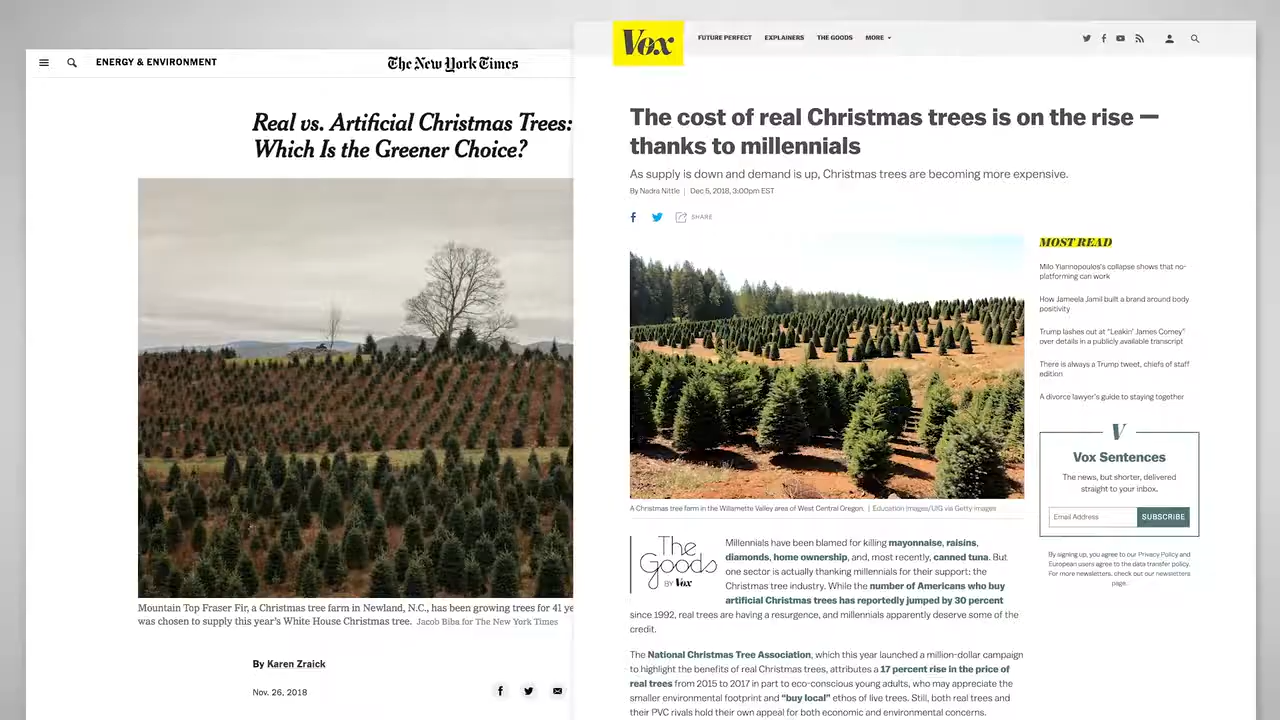 ENERGY & ENVIRONMENT
The New York Times
Real vs. Artificial Christmas Trees:
Which Is the Greener Choice?
Mountain Top Fraser Fir, a Christmas tree farm in Newland, N.C., has been growing trees for 41 ye
was chosen to supply this year's White House Christmas tree. Jacob Biba for The New York Times
By Karen Zraick
Nov. 26, 2018
Vox
FUTURE PERFECT EXPLAINERS THE GOODS MORE
The cost of real Christmas trees is on the rise —
thanks to millennials
As supply is down and demand is up, Christmas trees are becoming more expensive.
By Nadra Nittle | Dec 5, 2018, 3:00pm EST
SHARE
A Christmas tree farm in the Willamette Valley area of West Central Oregon. | Education Images/UIG via Getty Images
The
Goods
BY Vox
Millennials have been blamed for killing mayonnaise, raisins,
diamonds, home ownership, and, most recently, canned tuna. But
one sector is actually thanking millennials for their support: the
Christmas tree industry. While the number of Americans who buy
artificial Christmas trees has reportedly jumped by 30 percent
since 1992, real trees are having a resurgence, and millennials apparently deserve some of the
credit.
The National Christmas Tree Association, which this year launched a million-dollar campaign
to highlight the benefits of real Christmas trees, attributes a 17 percent rise in the price of
real trees from 2015 to 2017 in part to eco-conscious young adults, who may appreciate the
smaller environmental footprint and "buy local" ethos of live trees. Still, both real trees and
their PVC rivals hold their own appeal for both economic and environmental concerns.
MOST READ
Milo Yiannopoulos's collapse shows that no-
platforming can work
How Jameela Jamil built a brand around body
positivity
Trump lashes out at "Leakin' James Comey"
over details in a publicly available transcript
There is always a Trump tweet, chiefs of staff
edition
A divorce lawyer's guide to staying together
V
Vox Sentences
The news, but shorter, delivered
straight to your inbox.
Email Address SUBSCRIBE
By signing up, you agree to our Privacy Policy and
European users agree to the data transfer policy.
For more newsletters, check out our newsletters
page.